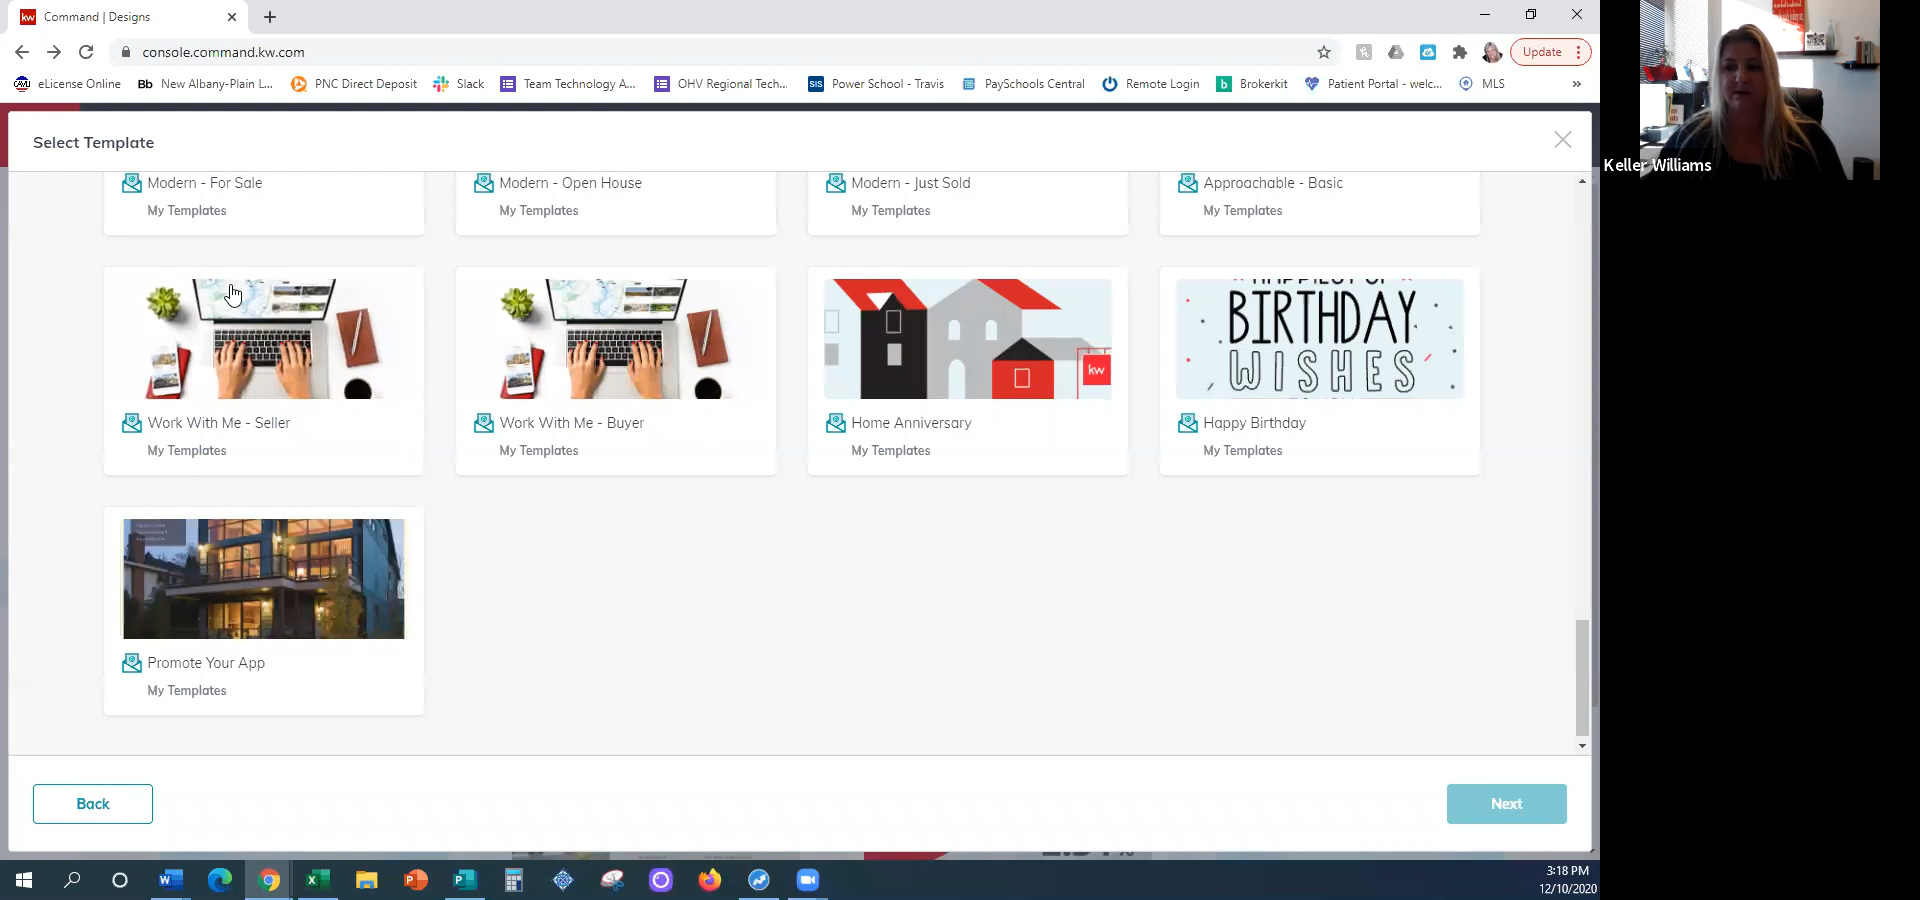 kw Command | Designs
console.command.kw.com
Update
eLicense Online
Bb New Albany-Plain L...
PNC Direct Deposit
Slack
Team Technology A...
OHV Regional Tech...
SIS Power School - Travis
PaySchools Central
Remote Login
b Brokerkit
Patient Portal - welc...
MLS
»
Keller Williams
Select Template
Modern - For Sale
My Templates
Modern - Open House
My Templates
Modern - Just Sold
My Templates
Approachable - Basic
My Templates
Work With Me - Seller
My Templates
Work With Me - Buyer
My Templates
kw
Home Anniversary
My Templates
BIRTHDAY
WISHES
Happy Birthday
My Templates
Promote Your App
My Templates
Back
Next
3:18 PM
12/10/2020